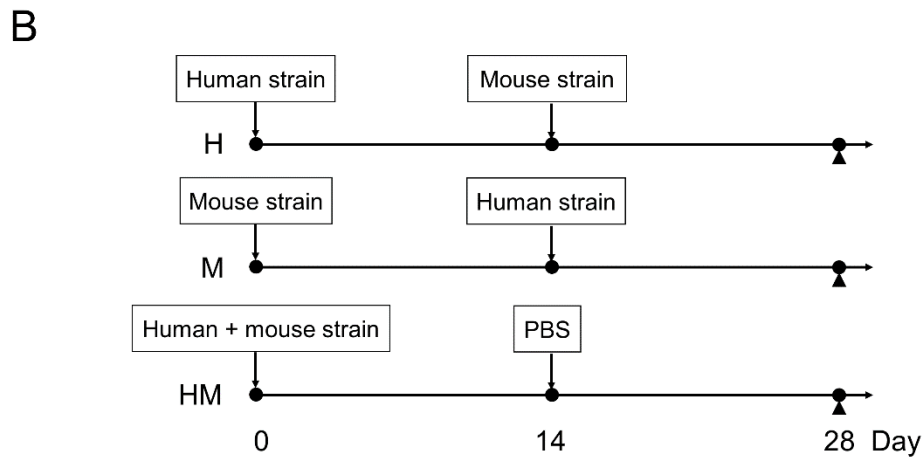 B
Human strain
Mouse strain
H
Mouse strain
Human strain
M
Human + mouse strain
PBS
HM
0
14
28 Day